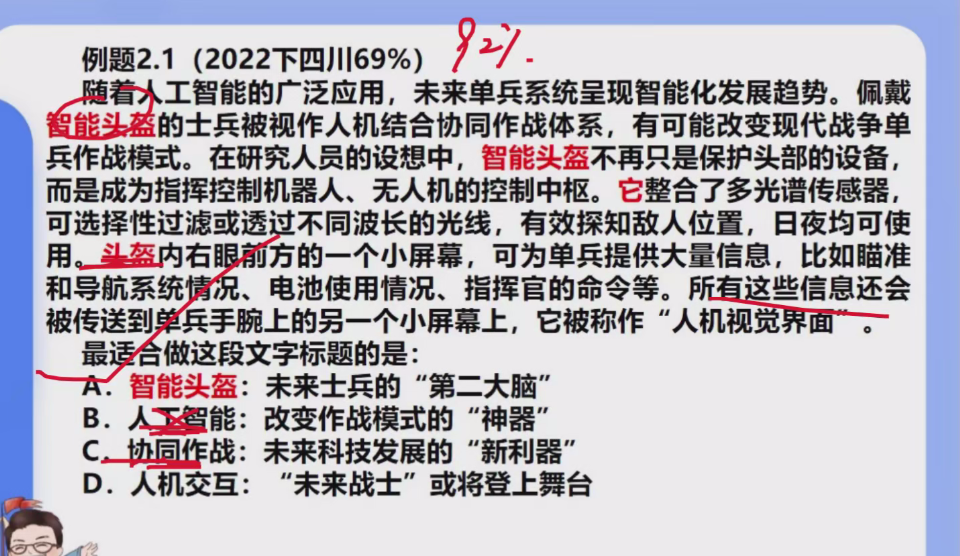 例题2.1（2022下四川69%） 82%.
随着人工智能的广泛应用，未来单兵系统呈现智能化发展趋势。佩戴
智能头盔的士兵被视作人机结合协同作战体系，有可能改变现代战争单
兵作战模式。在研究人员的设想中，智能头盔不再只是保护头部的设备，
而是成为指挥控制机器人、无人机的控制中枢。它整合了多光谱传感器，
可选择性过滤或透过不同波长的光线，有效探知敌人位置，日夜均可使
用。头盔内右眼前方的一个小屏幕，可为单兵提供大量信息，比如瞄准
和导航系统情况、电池使用情况、指挥官的命令等。所有这些信息还会
被传送到单兵手腕上的另一个小屏幕上，它被称作“人机视觉界面”。
最适合做这段文字标题的是：
A．智能头盔：未来士兵的“第二大脑”
B．人工智能：改变作战模式的“神器”
C．协同作战：未来科技发展的“新利器”
D．人机交互：“未来战士”或将登上舞台